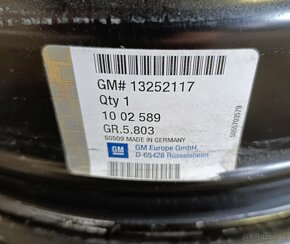 GM# 13252117
Qty 1
10 02 589
GR.5.803
S0509 MADE IN GERMANY
GM
GM Europe GmbH.
D-65428 Rüsselsheim